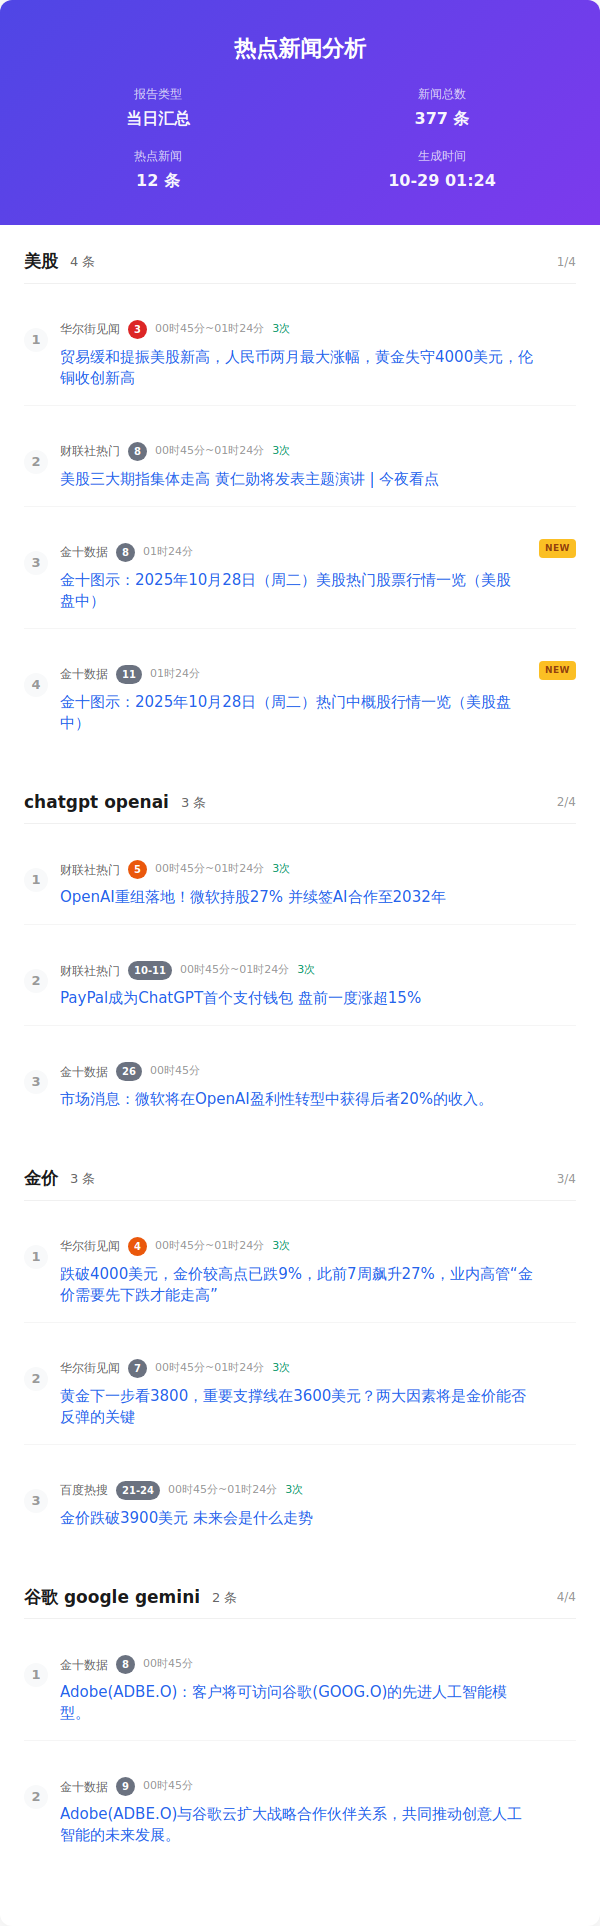 热点新闻分析
报告类型
新闻总数
当日汇总
377 条
热点新闻
生成时间
12 条
10-29 01:24
美股 4 条 1/4
1
华尔街见闻 3 00时45分~01时24分 3次
贸易缓和提振美股新高，人民币两月最大涨幅，黄金失守4000美元，伦
铜收创新高
2
财联社热门 8 00时45分~01时24分 3次
美股三大期指集体走高 黄仁勋将发表主题演讲 | 今夜看点
3
金十数据 8 01时24分 NEW
金十图示：2025年10月28日（周二）美股热门股票行情一览（美股
盘中）
4
金十数据 11 01时24分 NEW
金十图示：2025年10月28日（周二）热门中概股行情一览（美股盘
中）
chatgpt openai 3 条 2/4
1
财联社热门 5 00时45分~01时24分 3次
OpenAI重组落地！微软持股27% 并续签AI合作至2032年
2
财联社热门 10-11 00时45分~01时24分 3次
PayPal成为ChatGPT首个支付钱包 盘前一度涨超15%
3
金十数据 26 00时45分
市场消息：微软将在OpenAI盈利性转型中获得后者20%的收入。
金价 3 条 3/4
1
华尔街见闻 4 00时45分~01时24分 3次
跌破4000美元，金价较高点已跌9%，此前7周飙升27%，业内高管“金
价需要先下跌才能走高”
2
华尔街见闻 7 00时45分~01时24分 3次
黄金下一步看3800，重要支撑线在3600美元？两大因素将是金价能否
反弹的关键
3
百度热搜 21-24 00时45分~01时24分 3次
金价跌破3900美元 未来会是什么走势
谷歌 google gemini 2 条 4/4
1
金十数据 8 00时45分
Adobe(ADBE.O)：客户将可访问谷歌(GOOG.O)的先进人工智能模
型。
2
金十数据 9 00时45分
Adobe(ADBE.O)与谷歌云扩大战略合作伙伴关系，共同推动创意人工
智能的未来发展。